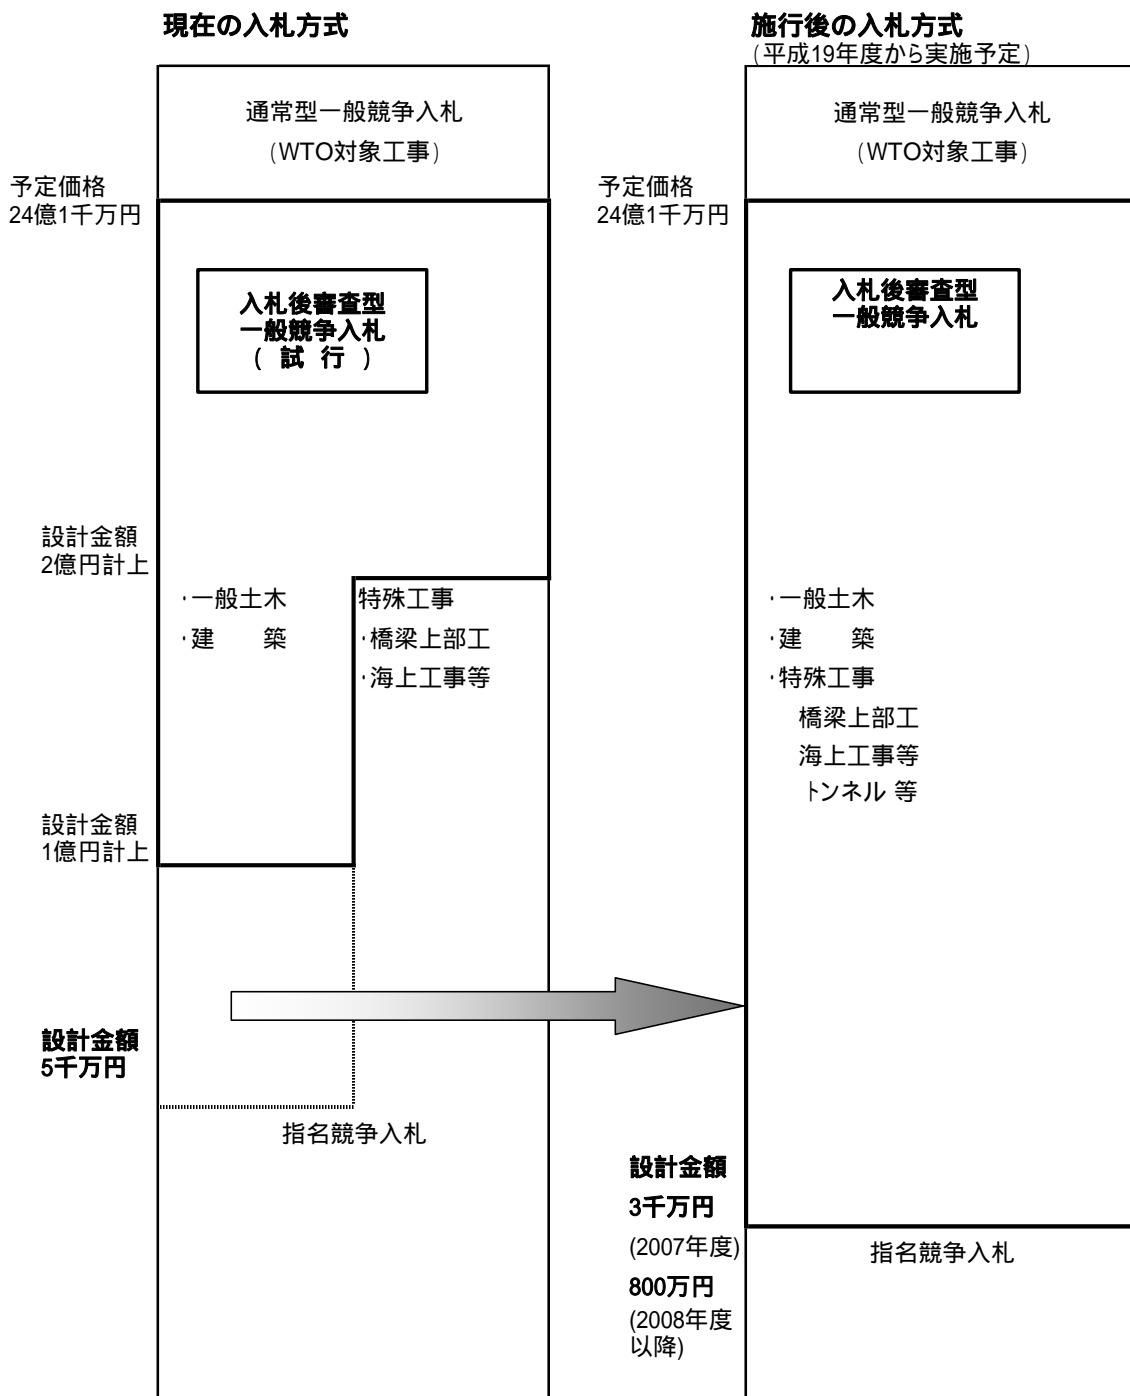 現在の入札方式
通常型一般競争入札
(WTO対象工事)
予定価格
24億1千万円
入札後審査型
一般競争入札
( 試 行 )
設計金額
2億円計上
・一般土木
・建　　築
特殊工事
・橋梁上部工
・海上工事等
設計金額
1億円計上
設計金額
5千万円
指名競争入札
施行後の入札方式
(平成19年度から実施予定)
通常型一般競争入札
(WTO対象工事)
予定価格
24億1千万円
入札後審査型
一般競争入札
・一般土木
・建　　築
・特殊工事
橋梁上部工
海上工事等
トンネル 等
設計金額
3千万円
(2007年度)
800万円
(2008年度
以降)
指名競争入札